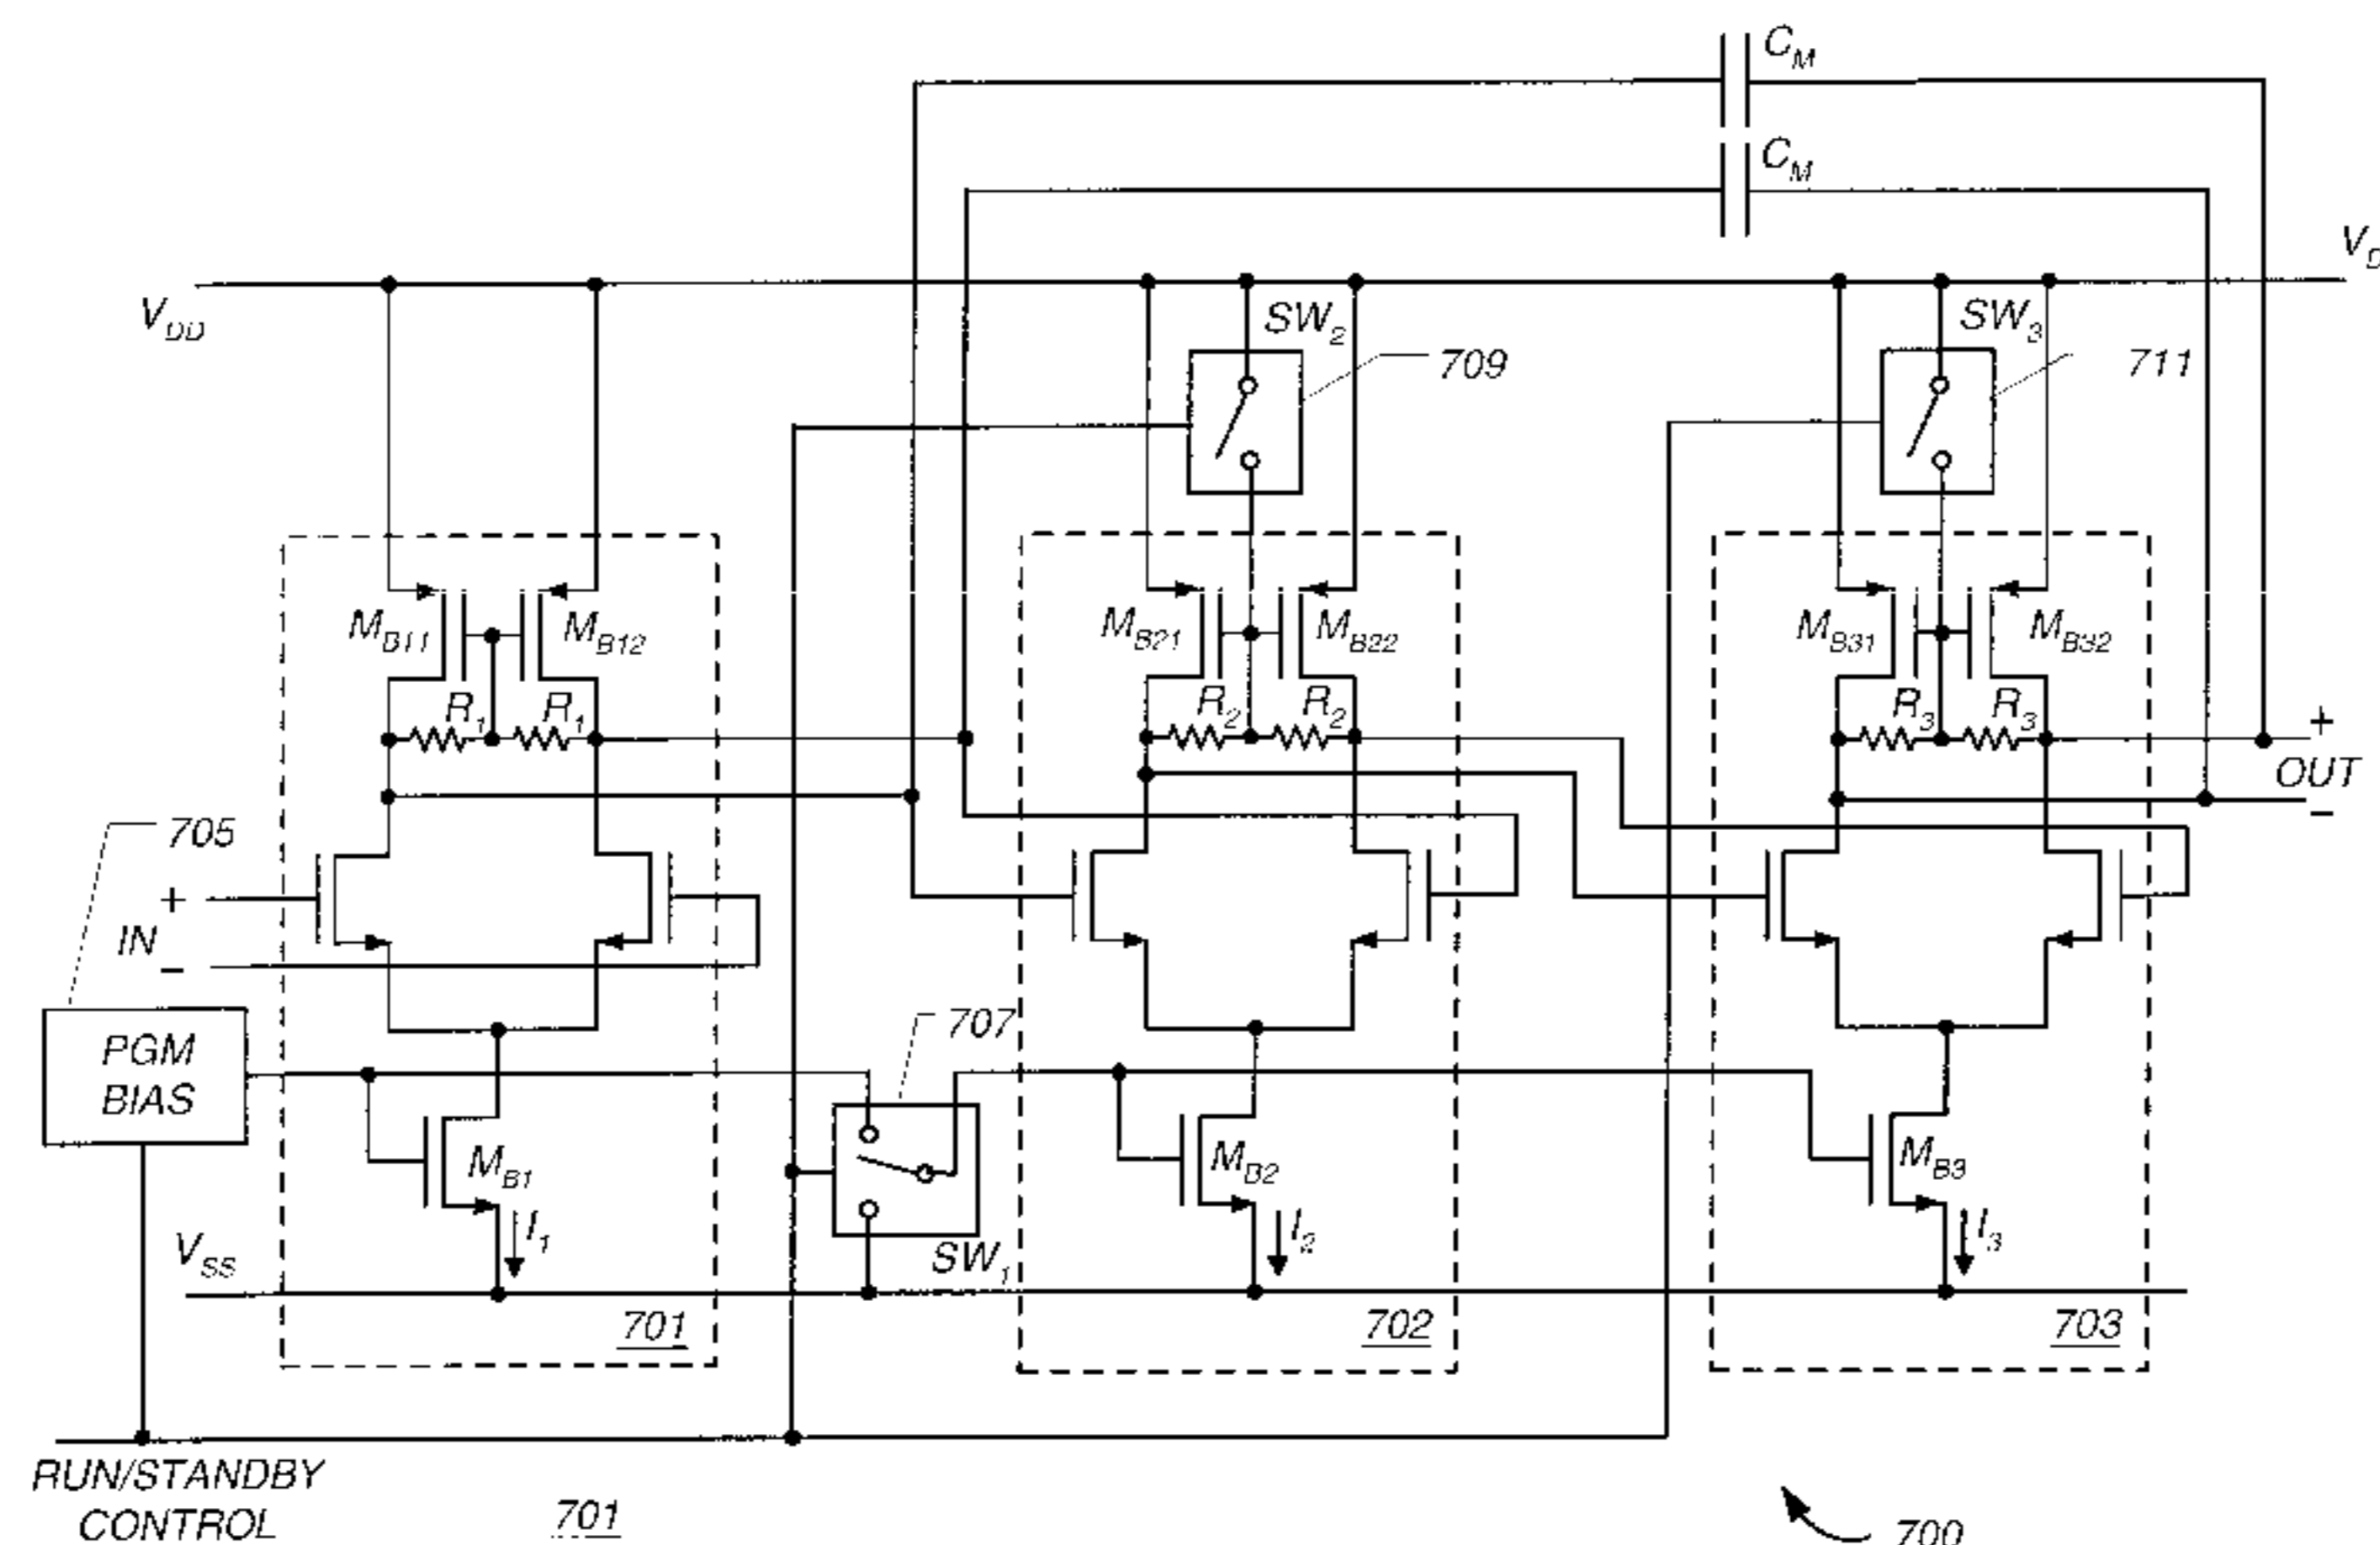 C_M
C_M
V_DD
V_D
SW_2
709
SW_3
711
M_B11
M_B12
M_B21
M_B22
M_B31
M_B32
R_1
R_1
R_2
R_2
R_3
R_3
+
OUT
−
705
+
IN
−
PGM
BIAS
707
M_B1
I_1
SW_1
M_B2
I_2
M_B3
I_3
V_SS
701
702
703
RUN/STANDBY
CONTROL
701
700